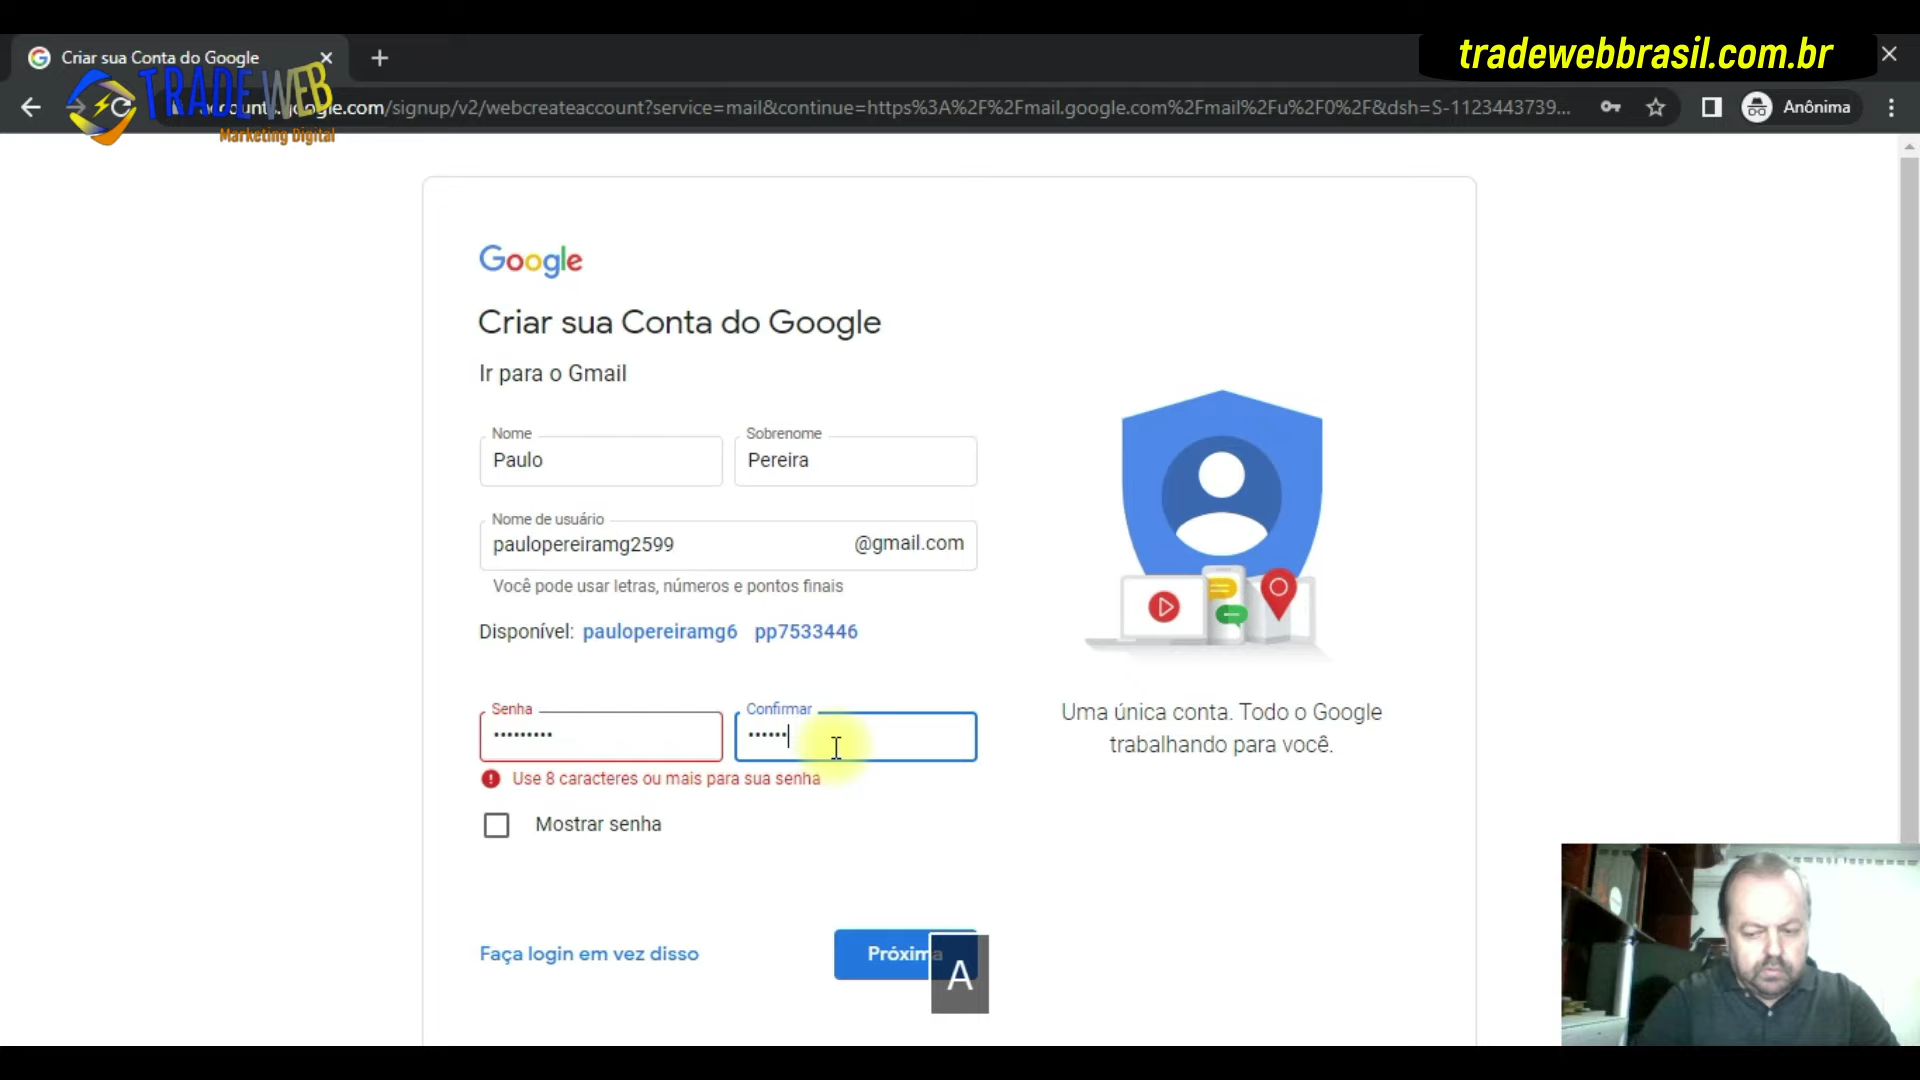 Criar sua Conta do Google
tradewebbrasil.com.br
TRADE WEB
Marketing Digital
google.com/signup/v2/webcreateaccount?service=mail&continue=https%3A%2F%2Fmail.google.com%2Fmail%2Fu%2F0%2F&dsh=S-1123443739...
Anônima
Google
Criar sua Conta do Google
Ir para o Gmail
Nome
Sobrenome
Paulo
Pereira
Nome de usuário
paulopereiramg2599
@gmail.com
Você pode usar letras, números e pontos finais
Disponível: paulopereiramg6 pp7533446
Senha
Confirmar
Use 8 caracteres ou mais para sua senha
Mostrar senha
Uma única conta. Todo o Google
trabalhando para você.
Faça login em vez disso
Próxima
A